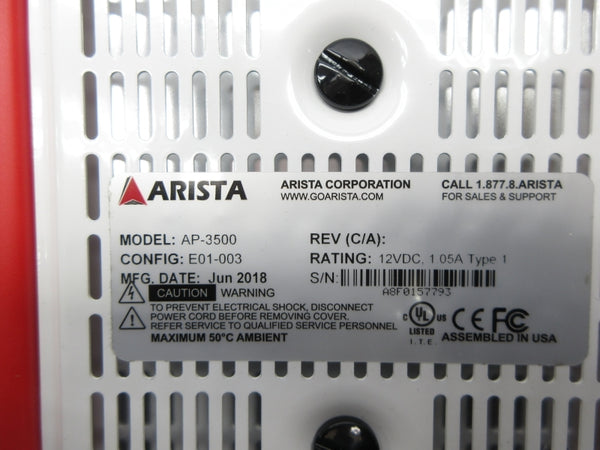 ARISTA
ARISTA CORPORATION
WWW.GOARISTA.COM
CALL 1.877.8.ARISTA
FOR SALES & SUPPORT
MODEL: AP-3500
CONFIG: E01-003
MFG. DATE: Jun 2018
REV (C/A):
RATING: 12VDC, 1.05A Type 1
S/N:
A8F0157793
CAUTION WARNING
TO PREVENT ELECTRICAL SHOCK, DISCONNECT
POWER CORD BEFORE REMOVING COVER.
REFER SERVICE TO QUALIFIED SERVICE PERSONNEL
MAXIMUM 50°C AMBIENT
C UL US
LISTED
I.T.E.
CE FC
ASSEMBLED IN USA